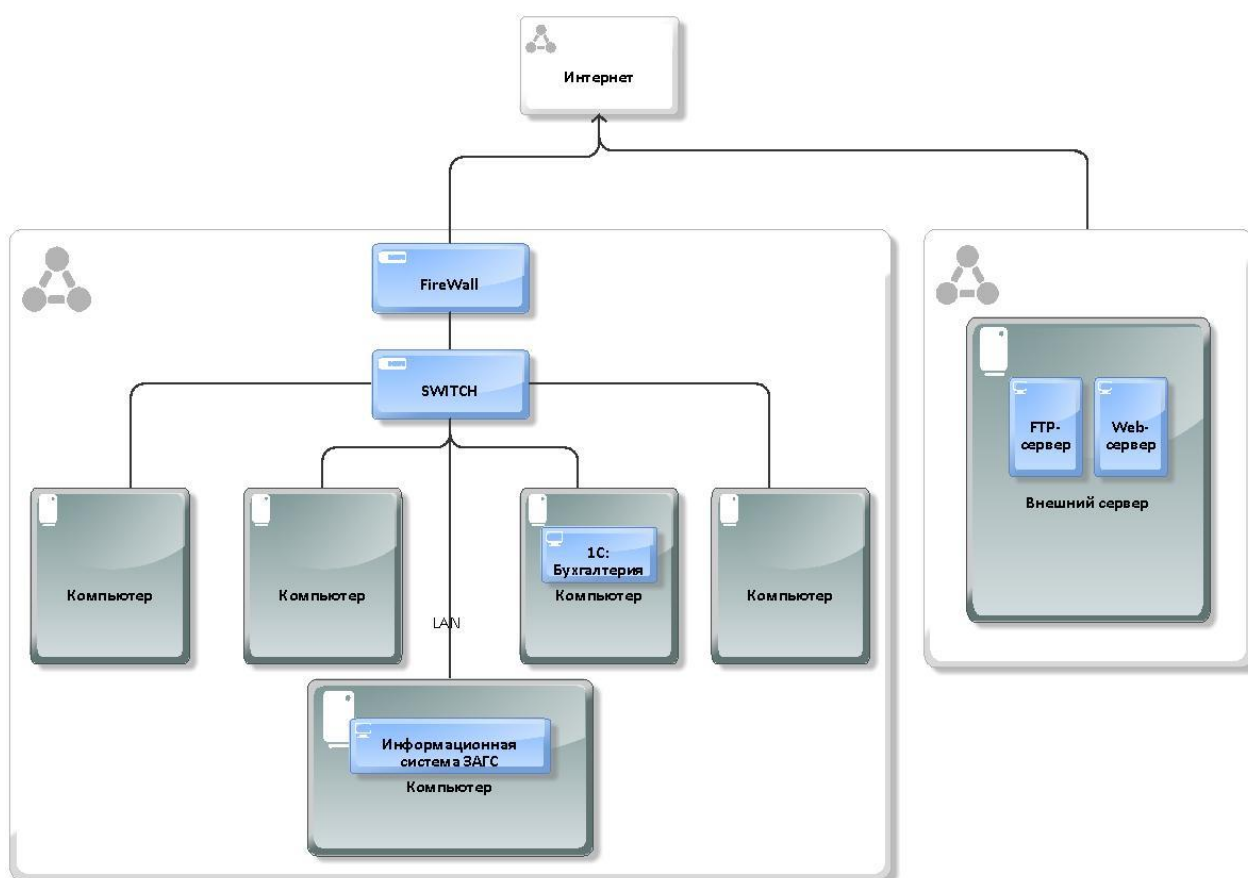 Интернет
FireWall
SWITCH
FTP-
сервер
Web-
сервер
Внешний сервер
Компьютер
Компьютер
1С:
Бухгалтерия
Компьютер
Компьютер
LAN
Информационная
система ЗАГС
Компьютер